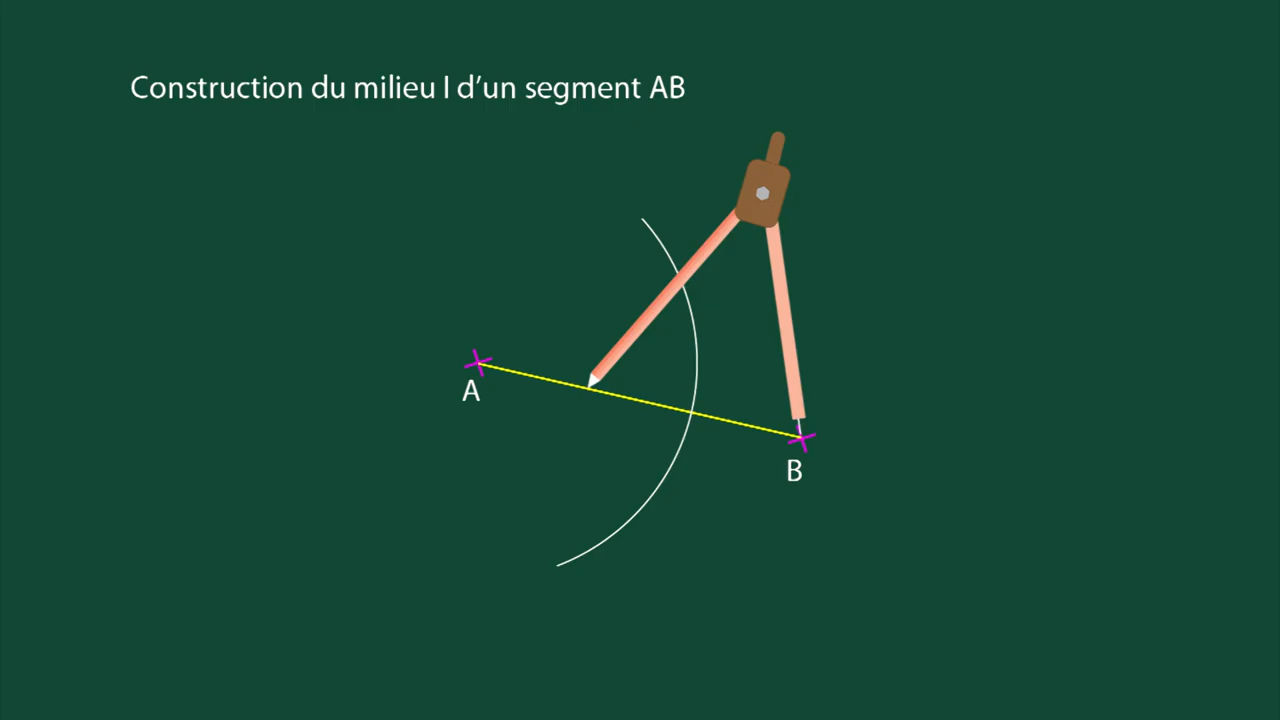 Construction du milieu I d’un segment AB
A
B